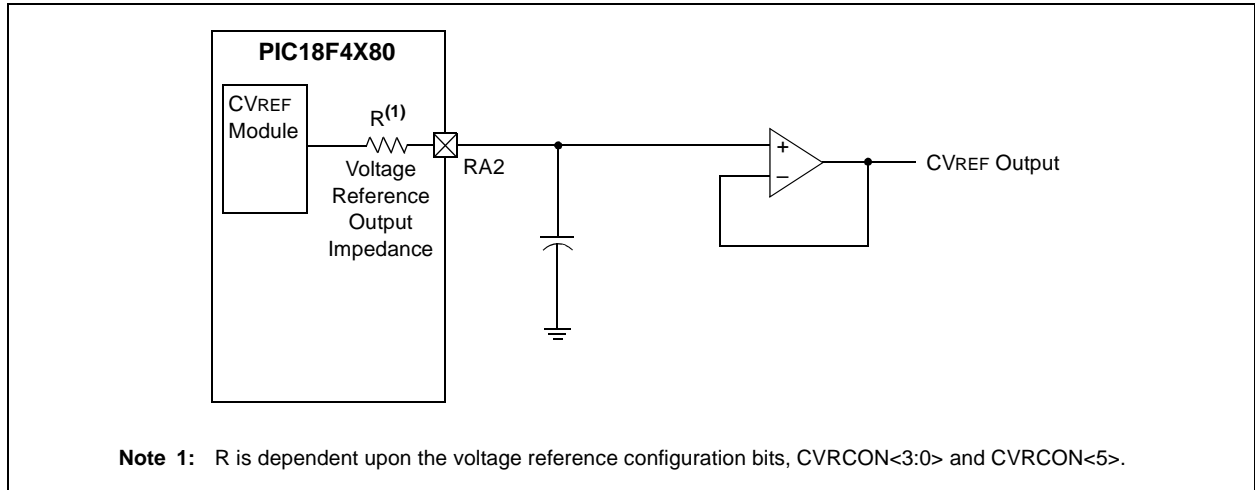 PIC18F4X80
CVREF
Module
R(1)
Voltage
Reference
Output
Impedance
RA2
+
–
CVREF Output
Note 1: R is dependent upon the voltage reference configuration bits, CVRCON<3:0> and CVRCON<5>.